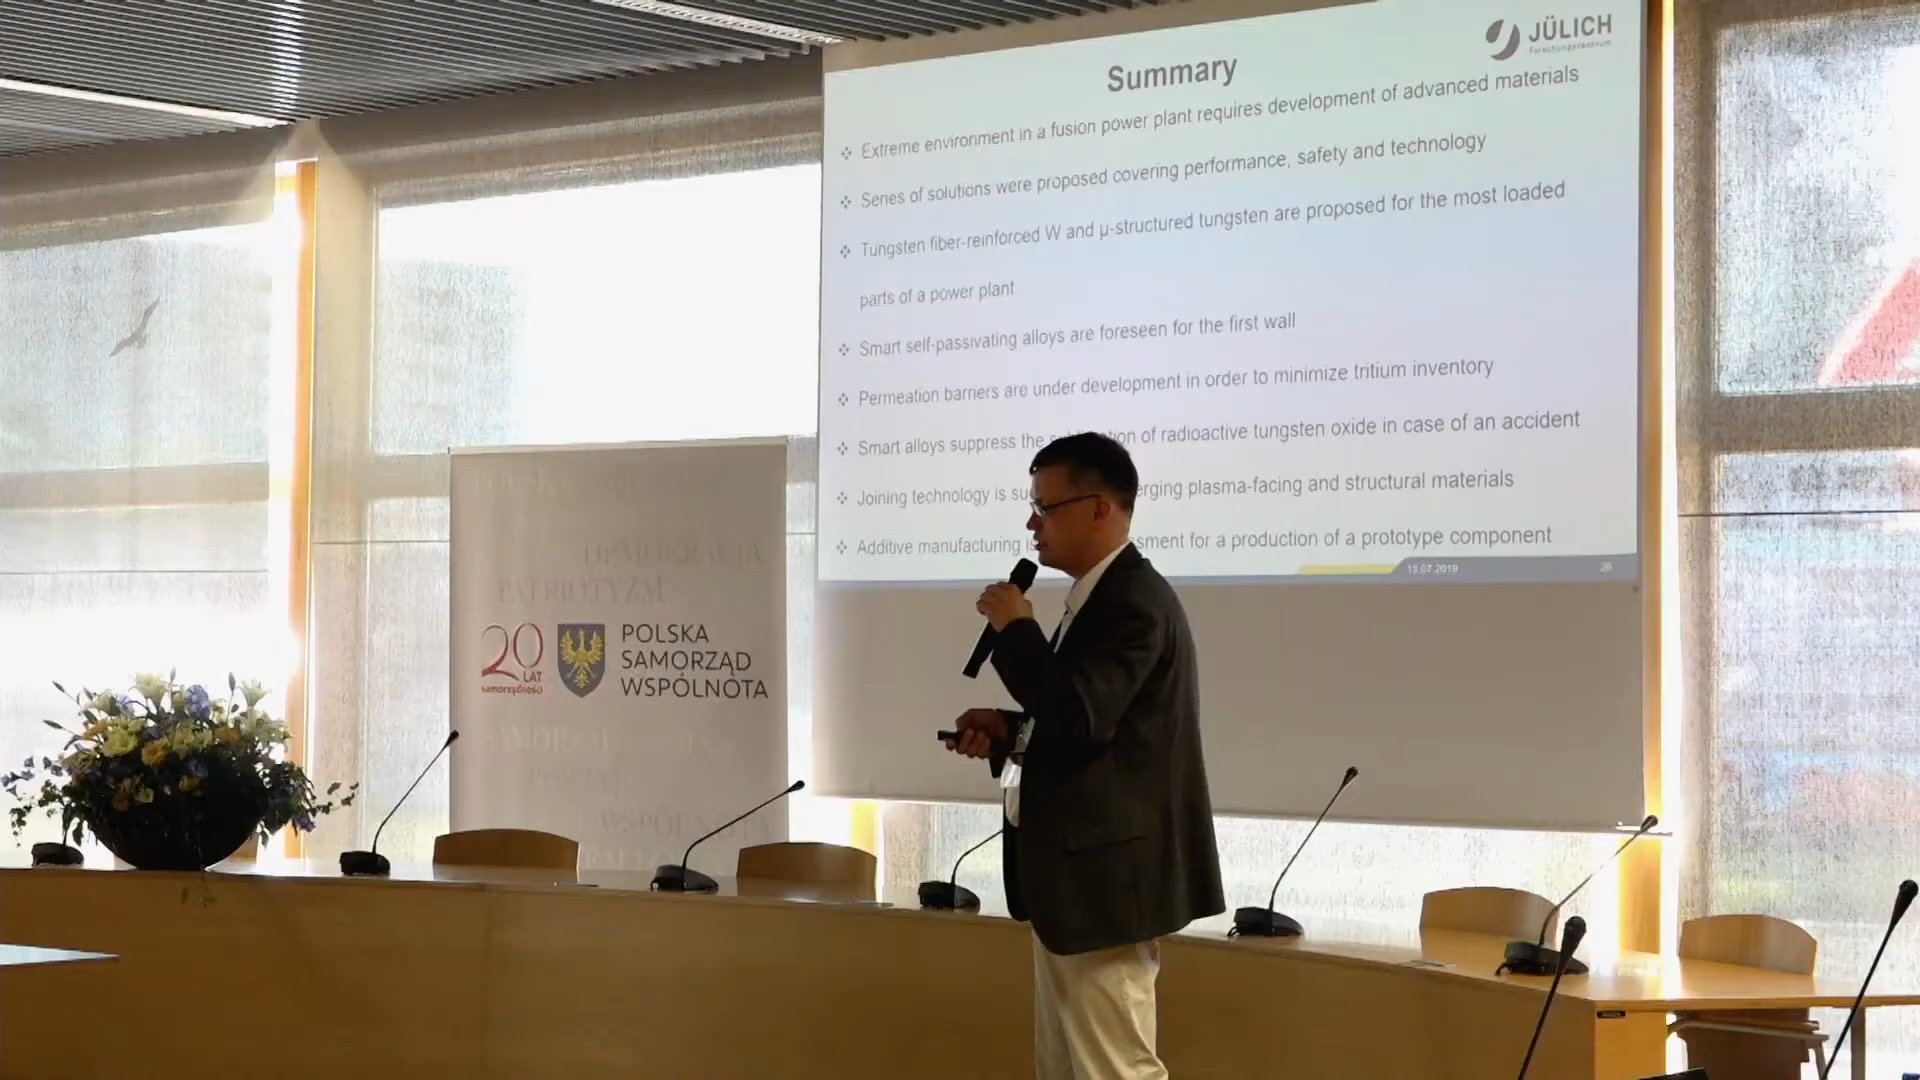 JÜLICH
Forschungszentrum
Summary
❖ Extreme environment in a fusion power plant requires development of advanced materials
❖ Series of solutions were proposed covering performance, safety and technology
❖ Tungsten fiber-reinforced W and μ-structured tungsten are proposed for the most loaded
parts of a power plant
❖ Smart self-passivating alloys are foreseen for the first wall
❖ Permeation barriers are under development in order to minimize tritium inventory
❖ Smart alloys suppress the of radioactive tungsten oxide in case of an accident
❖ Joining technology is plasma-facing and structural materials
❖ Additive manufacturing for a production of a prototype component
15.07.2019
26
DEMOKRACJA
PATRIOTYZM
20
LAT
samorządności
POLSKA
SAMORZĄD
WSPÓLNOTA
POWIAT
WSPÓLNOTA